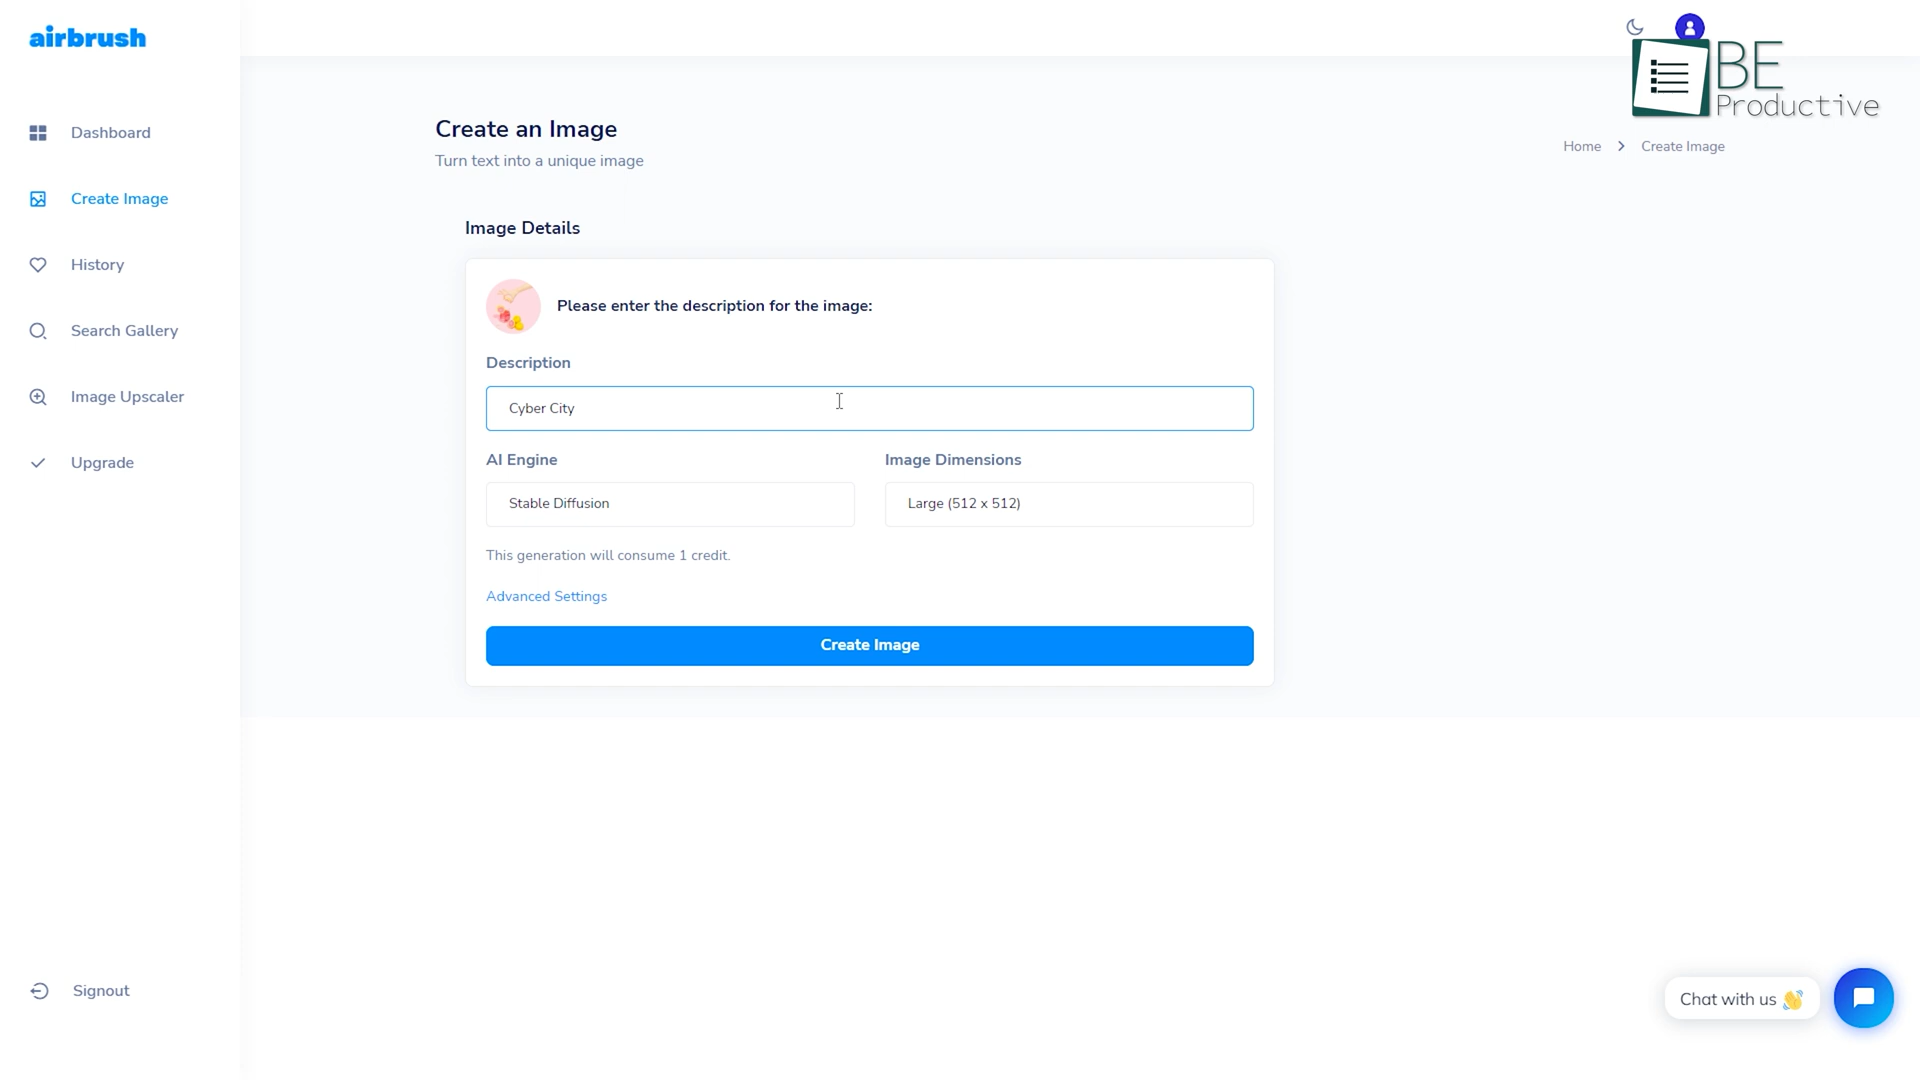 airbrush
BE
Productive
Dashboard
Create Image
History
Search Gallery
Image Upscaler
Upgrade
Signout
Create an Image
Turn text into a unique image
Home > Create Image
Image Details
Please enter the description for the image:
Description
Cyber City
AI Engine
Image Dimensions
Stable Diffusion
Large (512 x 512)
This generation will consume 1 credit.
Advanced Settings
Create Image
Chat with us 👋